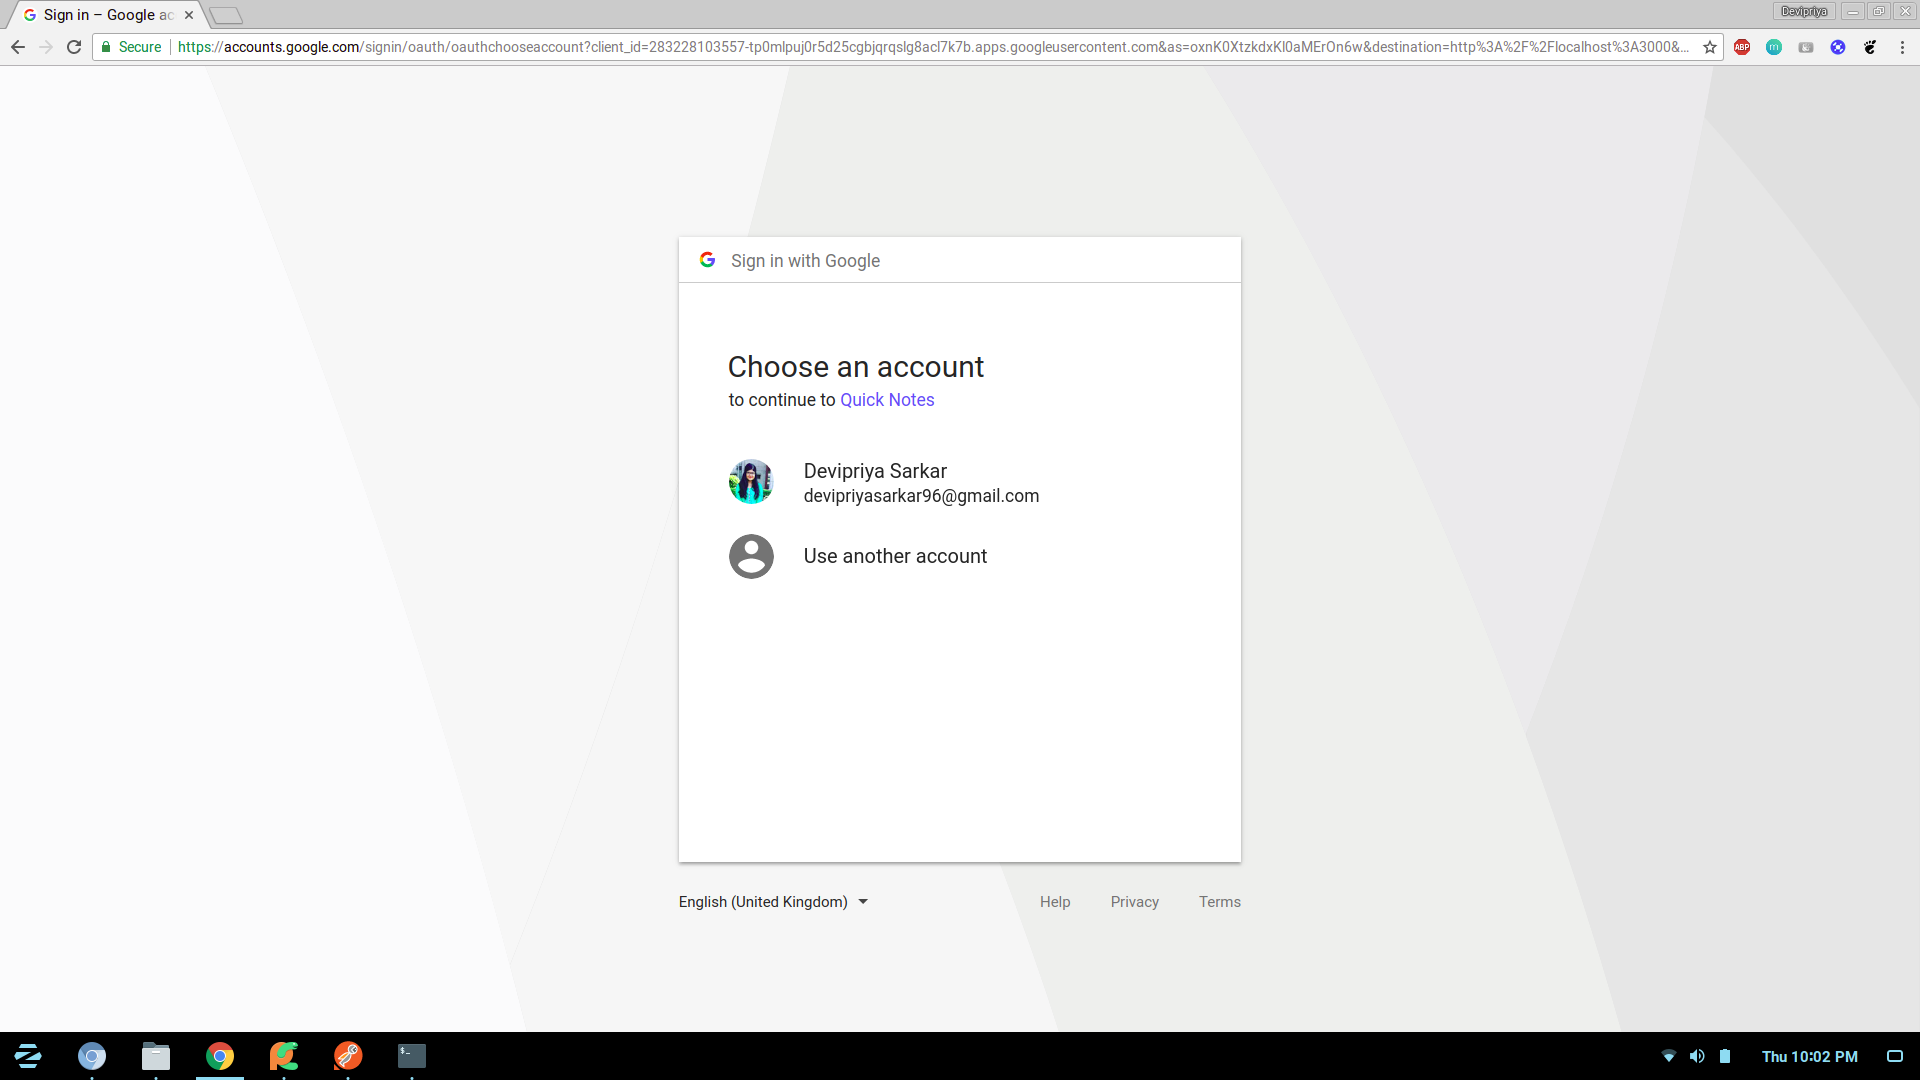 Sign in – Google ac
Devipriya
Secure
https://accounts.google.com/signin/oauth/oauthchooseaccount?client_id=283228103557-tp0mlpuj0r5d25cgbjqrqslg8acl7k7b.apps.googleusercontent.com&as=oxnK0XtzkdxKl0aMErOn6w&destination=http%3A%2F%2Flocalhost%3A3000&...
ABP
m
Sign in with Google
Choose an account
to continue to Quick Notes
Devipriya Sarkar
devipriyasarkar96@gmail.com
Use another account
English (United Kingdom)
Help
Privacy
Terms
$-
Thu 10:02 PM